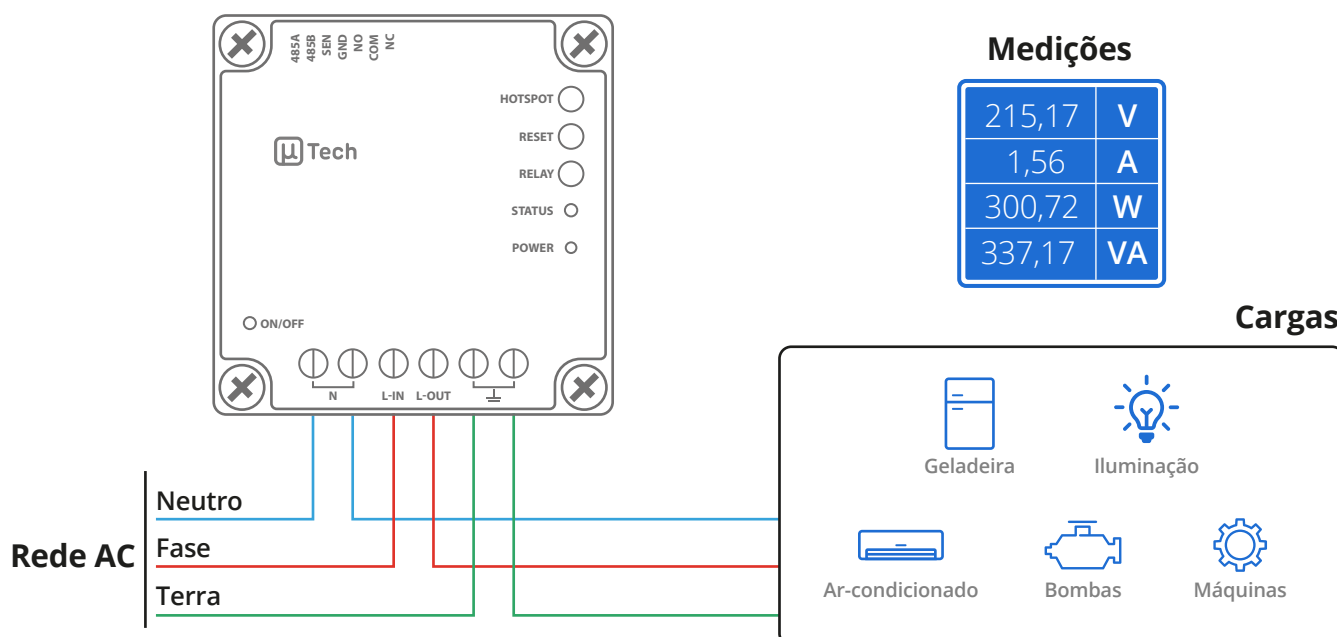 485A
485B
SEN
GND
NO
COM
NC
HOTSPOT
RESET
RELAY
STATUS
POWER
µ Tech
ON/OFF
N L-IN L-OUT
Medições
215,17 V
1,56 A
300,72 W
337,17 VA
Cargas
Geladeira Iluminação
Ar-condicionado Bombas Máquinas
Rede AC
Neutro
Fase
Terra